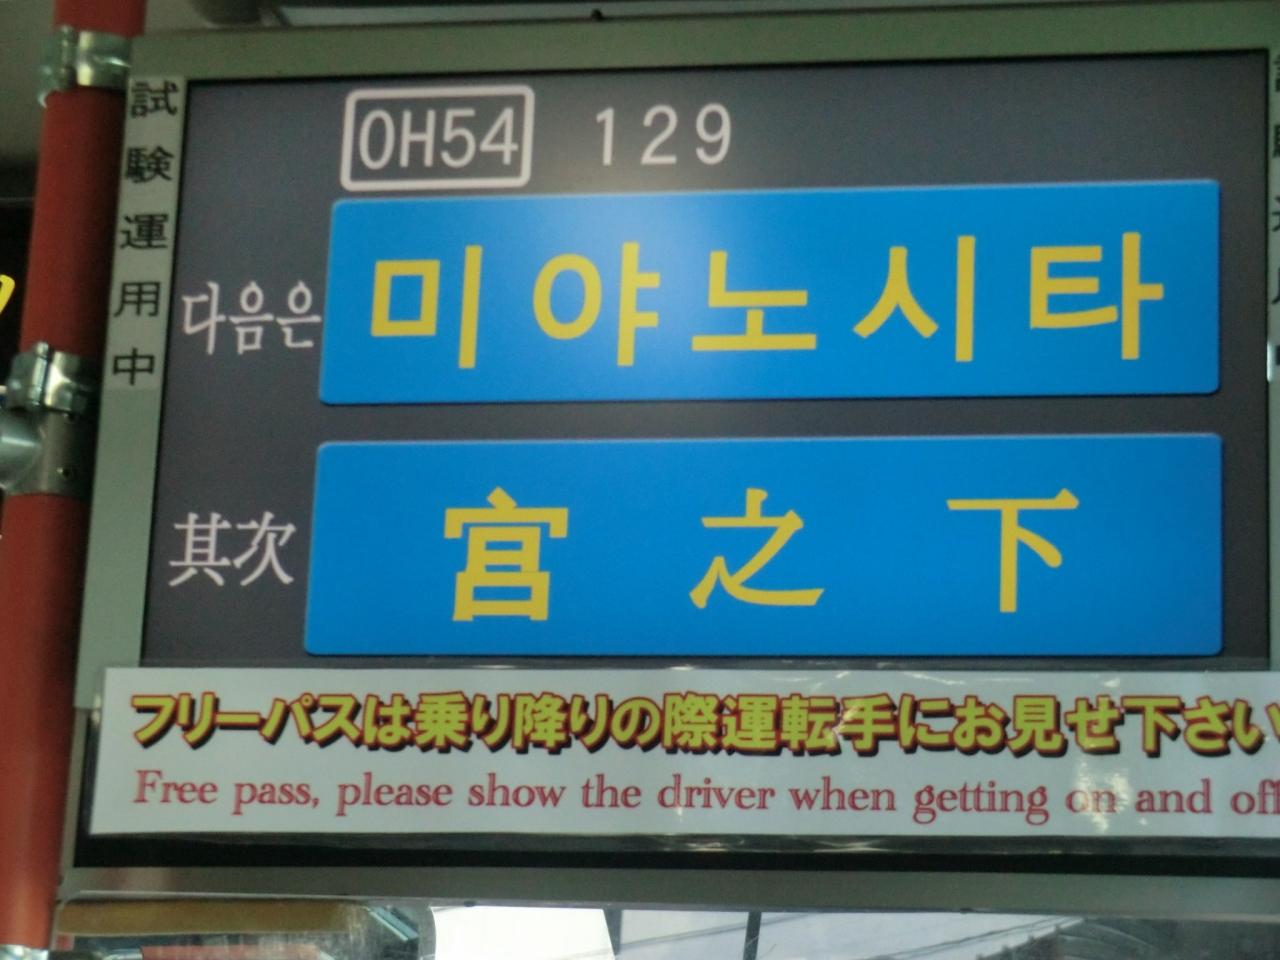 試験運用中
OH54 129
다음은 미야노시타
其次 宫之下
フリーパスは乗り降りの際運転手にお見せ下さい
Free pass, please show the driver when getting on and off